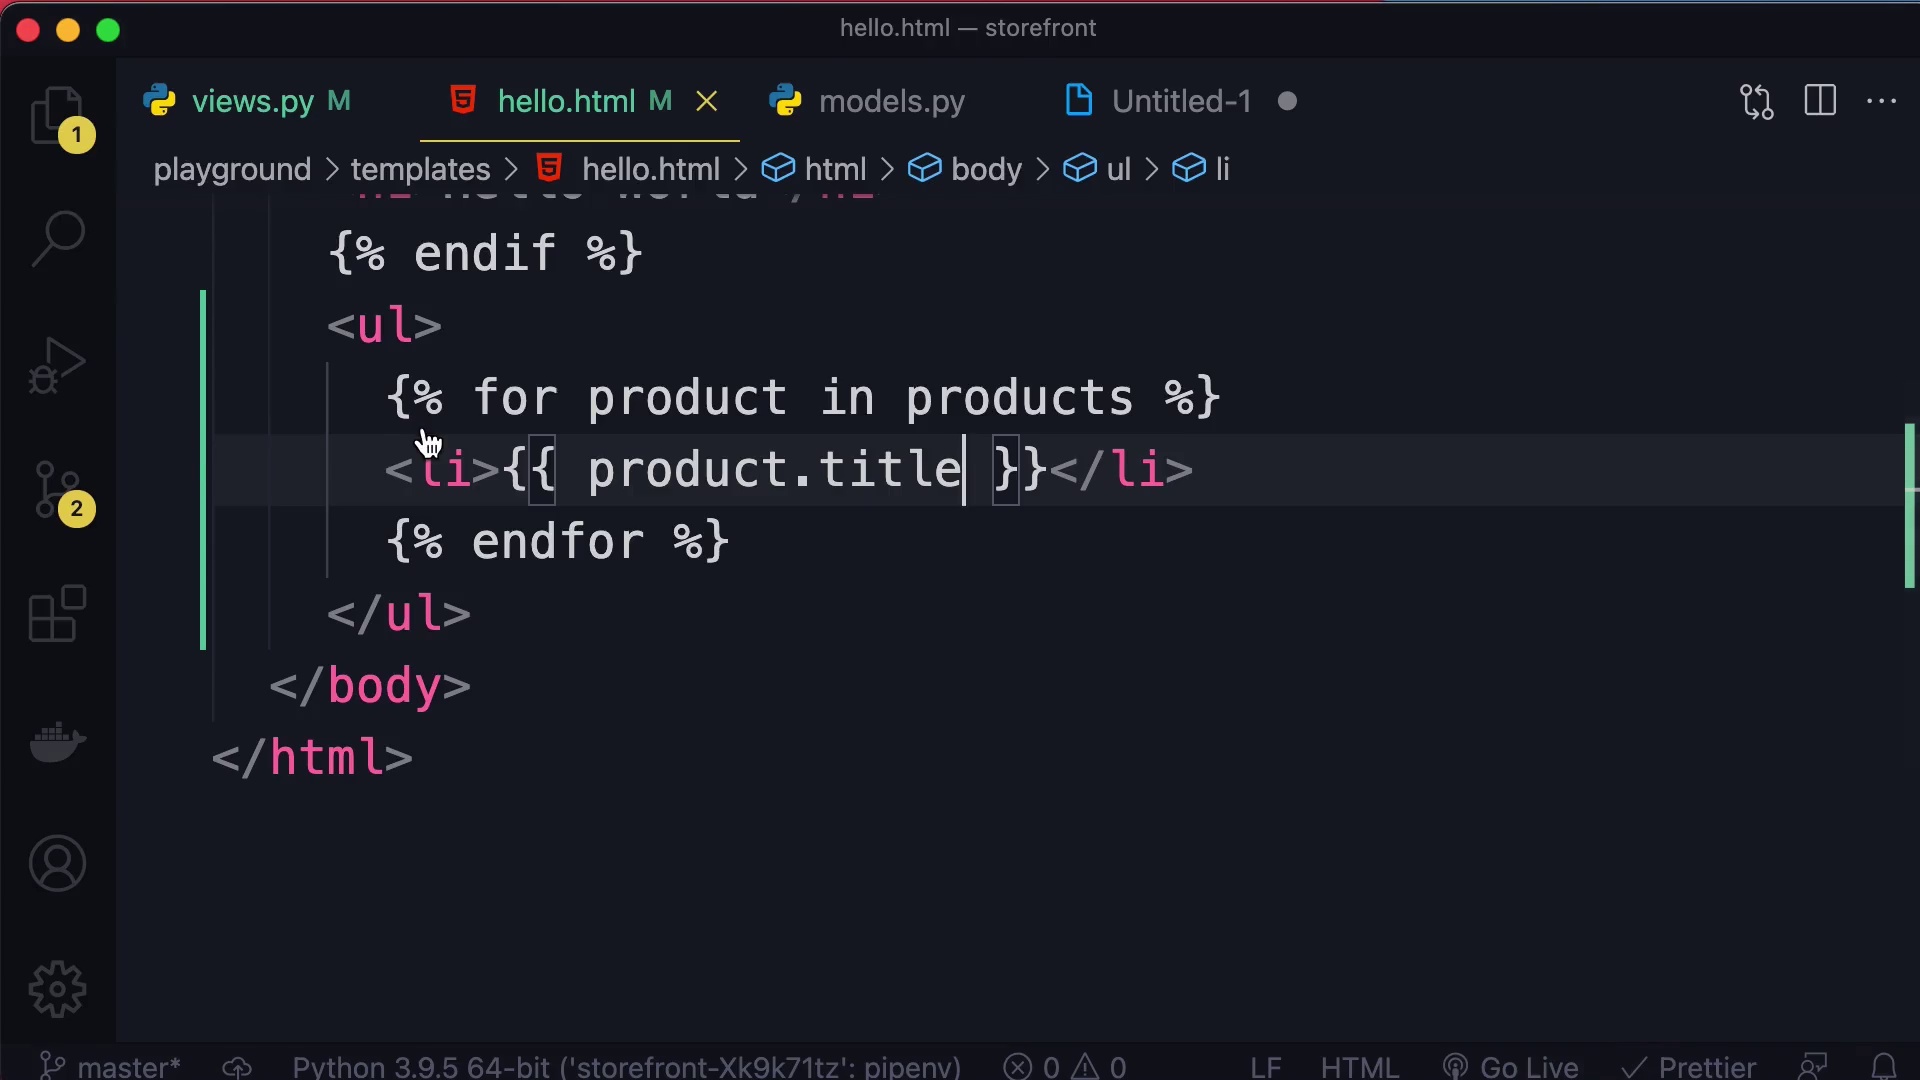 hello.html — storefront
views.py M hello.html M models.py Untitled-1
playground > templates > hello.html > html > body > ul > li
{% endif %}
<ul>
{% for product in products %}
<li>{{ product.title }}</li>
{% endfor %}
</ul>
</body>
</html>
1
2
master* Python 3.9.5 64-bit ('storefront-Xk9k71tz': pipenv) 0 0 LF HTML Go Live Prettier